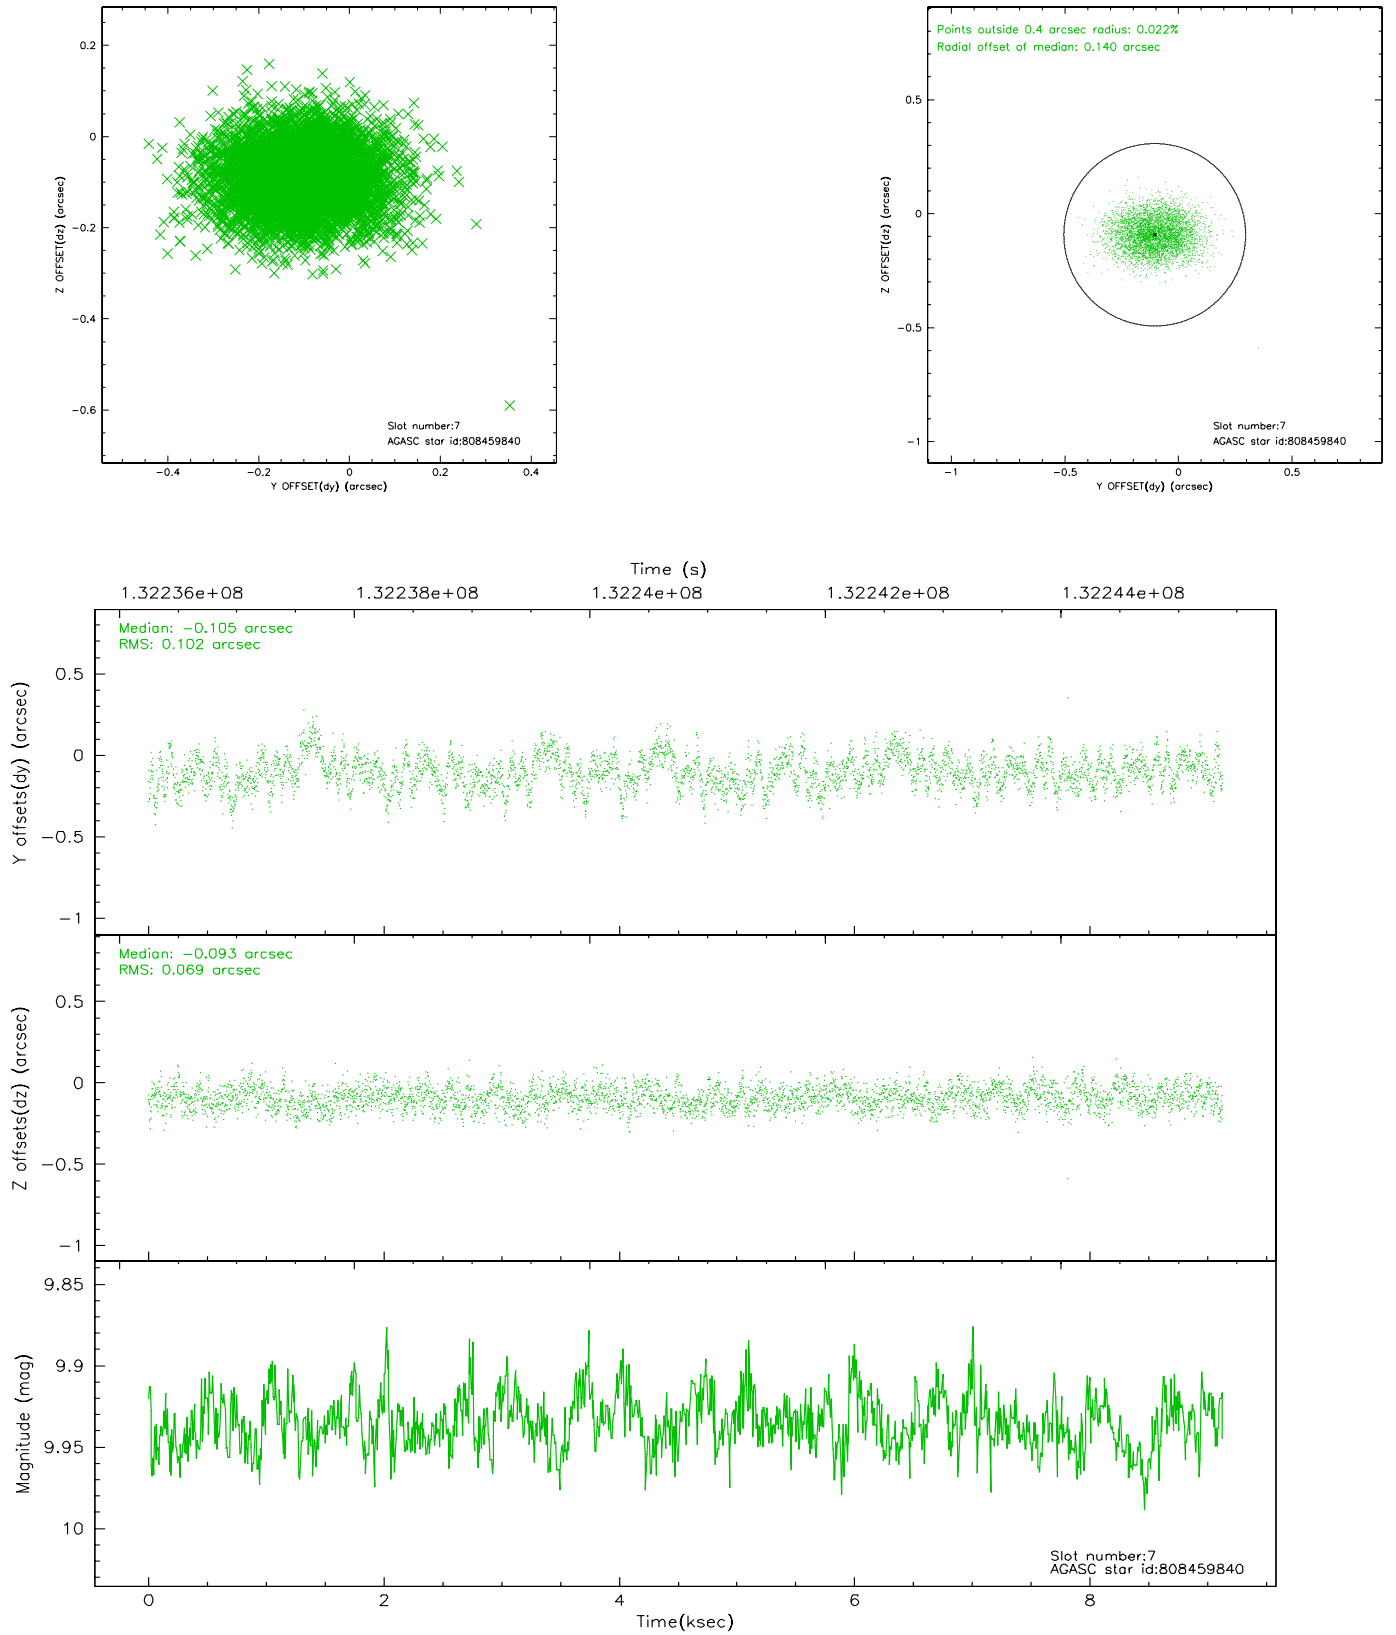 0.2
0
−0.2
−0.4
−0.6
Z OFFSET(dz) (arcsec)
Slot number:7
AGASC star id:808459840
−0.4
−0.2
0
0.2
0.4
Y OFFSET(dy) (arcsec)
Points outside 0.4 arcsec radius: 0.022%
Radial offset of median: 0.140 arcsec
0.5
0
−0.5
−1
Z OFFSET(dz) (arcsec)
Slot number:7
AGASC star id:808459840
−1
−0.5
0
0.5
Y OFFSET(dy) (arcsec)
Time (s)
1.32236e+08
1.32238e+08
1.3224e+08
1.32242e+08
1.32244e+08
Median: −0.105 arcsec
RMS: 0.102 arcsec
0.5
0
−0.5
−1
Y offsets(dy) (arcsec)
Median: −0.093 arcsec
RMS: 0.069 arcsec
0.5
0
−0.5
−1
Z offsets(dz) (arcsec)
9.85
9.9
9.95
10
Magnitude (mag)
Slot number:7
AGASC star id:808459840
0
2
4
6
8
Time(ksec)